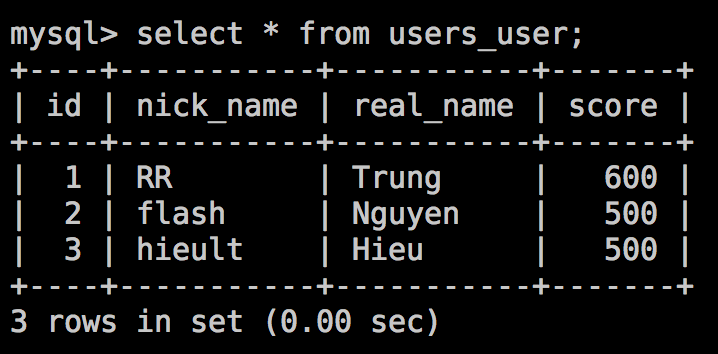 mysql> select * from users_user;
+----+-----------+-----------+-------+
| id | nick_name | real_name | score |
+----+-----------+-----------+-------+
|  1 | RR        | Trung     |   600 |
|  2 | flash     | Nguyen    |   500 |
|  3 | hieult    | Hieu      |   500 |
+----+-----------+-----------+-------+
3 rows in set (0.00 sec)